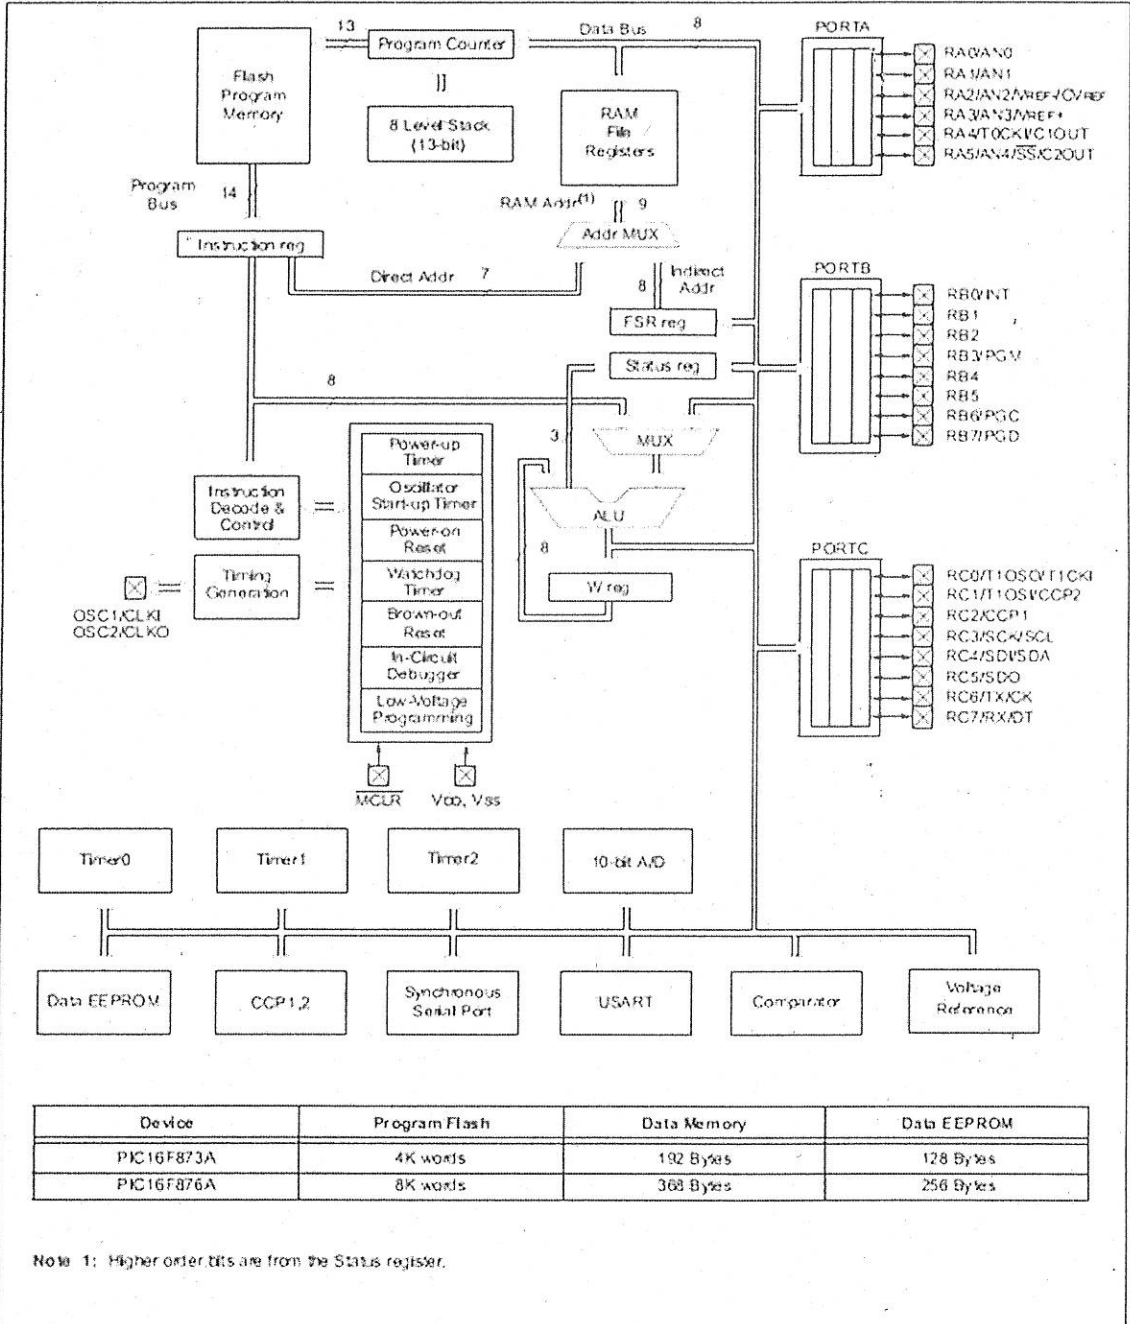 13
Program Counter
Data Bus
8
PORTA
Flash
Program
Memory
8 Level Stack
(13-bit)
RAM
File
Registers
RA0/AN0
RA1/AN1
RA2/AN2/VREF-/CVREF
RA3/AN3/VREF+
RA4/T0CKI/C1OUT
RA5/AN4/SS/C2OUT
Program
Bus
14
RAM Addr(1)
9
Addr MUX
Instruction reg
Direct Addr
7
8
Indirect
Addr
FSR reg
Status reg
PORTB
RB0/INT
RB1
RB2
RB3/PGM
RB4
RB5
RB6/PGC
RB7/PGD
8
3
MUX
ALU
8
W reg
Power-up
Timer
Oscillator
Start-up Timer
Power-on
Reset
Watchdog
Timer
Brown-out
Reset
In-Circuit
Debugger
Low-Voltage
Programming
Instruction
Decode &
Control
Timing
Generation
OSC1/CLKI
OSC2/CLKO
MCLR
VDD, VSS
PORTC
RC0/T1OSO/T1CKI
RC1/T1OSI/CCP2
RC2/CCP1
RC3/SCK/SCL
RC4/SDI/SDA
RC5/SDO
RC6/TX/CK
RC7/RX/DT
Timer0
Timer1
Timer2
10-bit A/D
Data EEPROM
CCP1,2
Synchronous
Serial Port
USART
Comparator
Voltage
Reference
Device Program Flash Data Memory Data EEPROM
PIC16F873A 4K words 192 Bytes 128 Bytes
PIC16F876A 8K words 368 Bytes 256 Bytes
Note 1: Higher order bits are from the Status register.